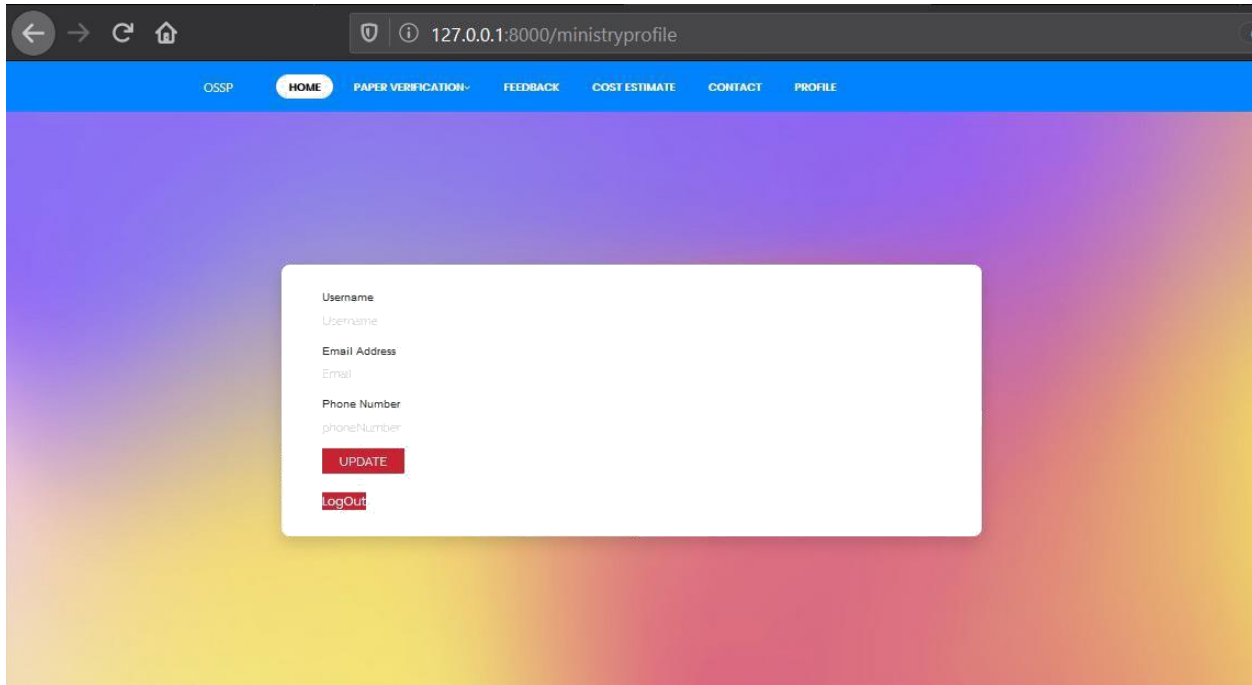 127.0.0.1:8000/ministryprofile
OSSP HOME PAPER VERIFICATION FEEDBACK COST ESTIMATE CONTACT PROFILE
Username
Username
Email Address
Email
Phone Number
phoneNumber
UPDATE
LogOut